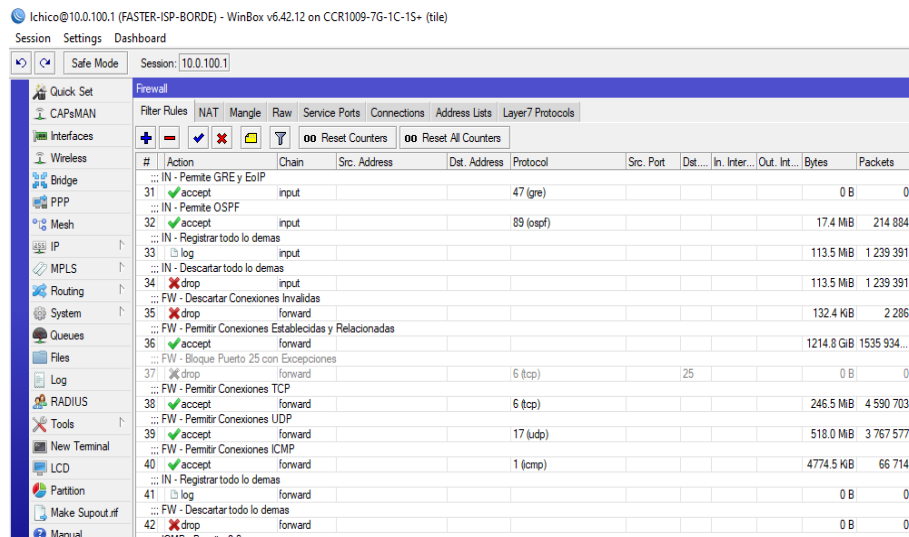 lchico@10.0.100.1 (FASTER-ISP-BORDE) - WinBox v6.42.12 on CCR1009-7G-1C-1S+ (tile)
Session Settings Dashboard
Safe Mode Session: 10.0.100.1
Quick Set
CAPsMAN
Interfaces
Wireless
Bridge
PPP
Mesh
IP
MPLS
Routing
System
Queues
Files
Log
RADIUS
Tools
New Terminal
LCD
Partition
Make Supout.rif
Manual
Firewall
Filter Rules NAT Mangle Raw Service Ports Connections Address Lists Layer7 Protocols
00 Reset Counters 00 Reset All Counters
# Action Chain Src. Address Dst. Address Protocol Src. Port Dst.... In. Inter... Out. Int... Bytes Packets
;;; IN - Permite GRE y EoIP
31 accept input 47 (gre) 0 B 0
;;; IN - Permite OSPF
32 accept input 89 (ospf) 17.4 MiB 214 884
;;; IN - Registrar todo lo demas
33 log input 113.5 MiB 1 239 391
;;; IN - Descartar todo lo demas
34 drop input 113.5 MiB 1 239 391
;;; FW - Descartar Conexiones Invalidas
35 drop forward 132.4 KiB 2 286
;;; FW - Permitir Conexiones Establecidas y Relacionadas
36 accept forward 1214.8 GiB 1535 934...
;;; FW - Bloque Puerto 25 con Excepciones
37 drop forward 6 (tcp) 25 0 B 0
;;; FW - Permitir Conexiones TCP
38 accept forward 6 (tcp) 246.5 MiB 4 590 703
;;; FW - Permitir Conexiones UDP
39 accept forward 17 (udp) 518.0 MiB 3 767 577
;;; FW - Permitir Conexiones ICMP
40 accept forward 1 (icmp) 4774.5 KiB 66 714
;;; IN - Registrar todo lo demas
41 log forward 0 B 0
;;; FW - Descartar todo lo demas
42 drop forward 0 B 0